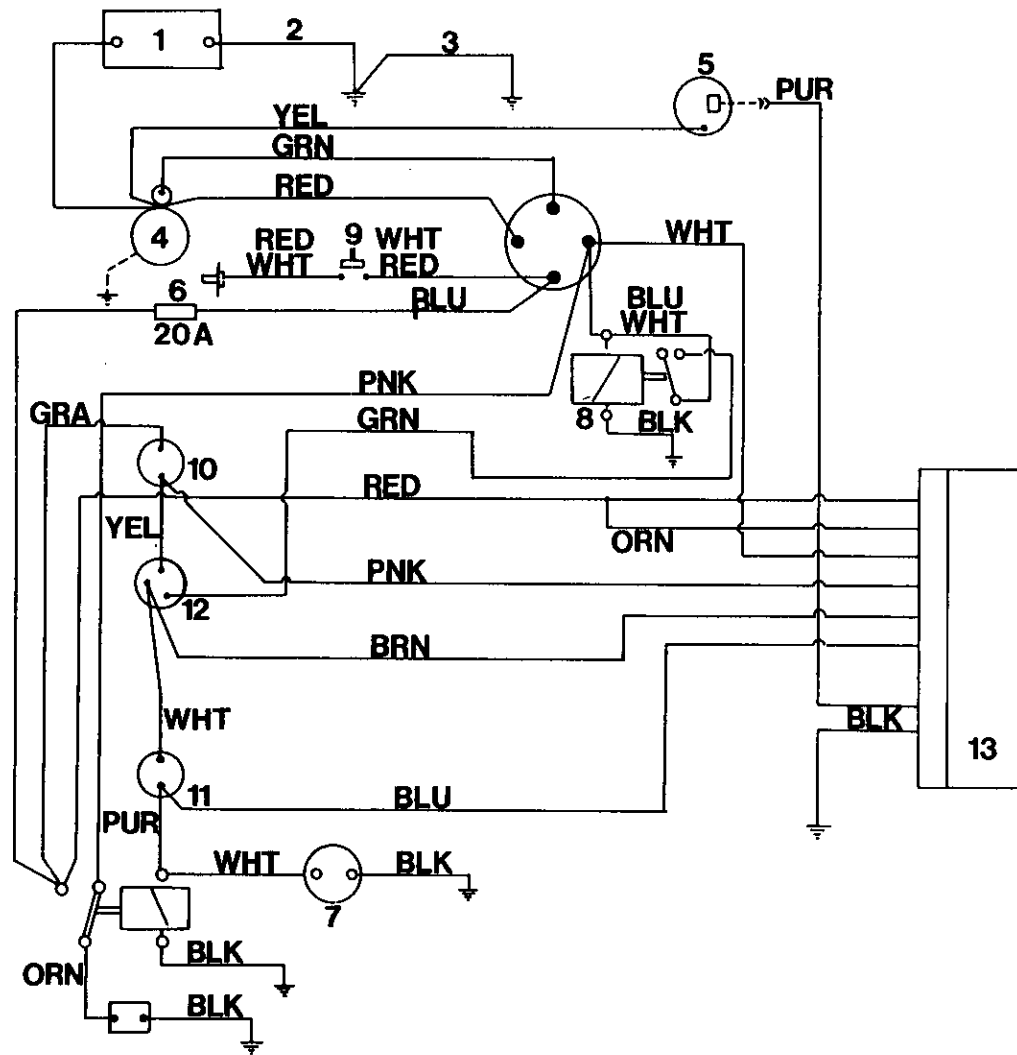 1
2
3
5
PUR
YEL
GRN
RED
4
RED
WHT
9
WHT
RED
WHT
6
20A
BLU
BLU
WHT
8
BLK
PNK
GRA
GRN
10
RED
YEL
ORN
PNK
12
BRN
WHT
BLK
13
11
BLU
PUR
WHT
7
BLK
BLK
ORN
BLK